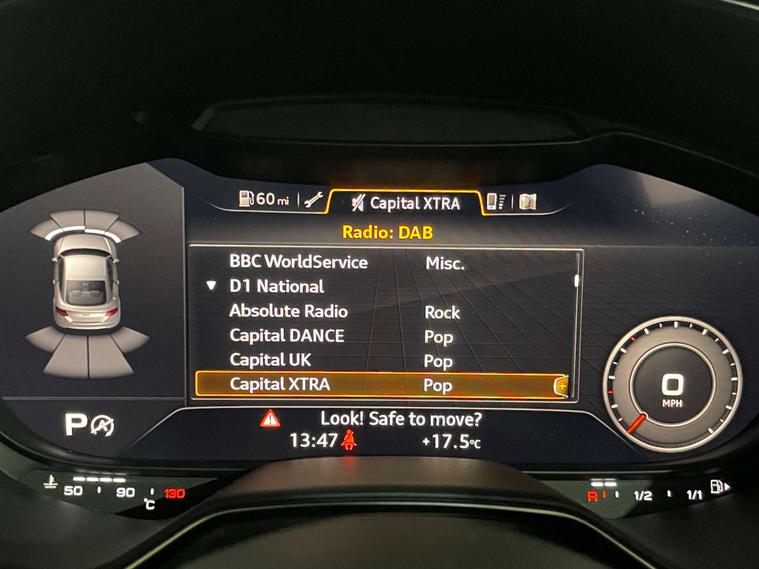 60 mi Capital XTRA
Radio: DAB
BBC WorldService Misc.
D1 National
Absolute Radio Rock
Capital DANCE Pop
Capital UK Pop
Capital XTRA Pop
0
MPH
Look! Safe to move?
P A
13:47 +17.5°C
50 90 130
°C
R 1/2 1/1